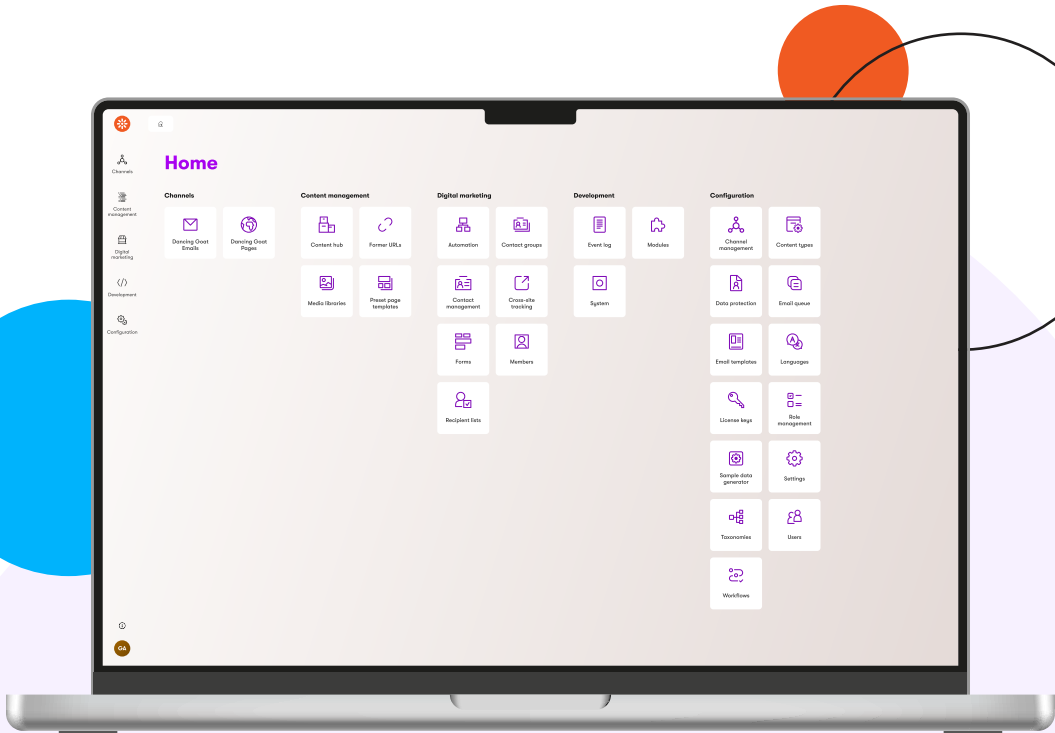 Home
Channels
Content
management
Digital
marketing
Development
Configuration
GA
Channels
Dancing Goat
Emails
Dancing Goat
Pages
Content management
Content hub
Former URLs
Media libraries
Preset page
templates
Digital marketing
Automation
Contact groups
Contact
management
Cross-site
tracking
Forms
Members
Recipient lists
Development
Event log
Modules
System
Configuration
Channel
management
Content types
Data protection
Email queue
Email templates
Languages
License keys
Role
management
Sample data
generator
Settings
Taxonomies
Users
Workflows